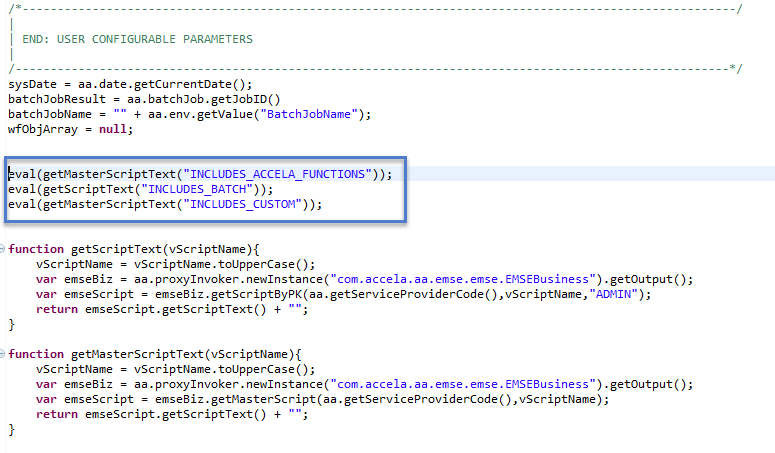 /*---------------------------------------------------------------------------------------------------/
|
| END: USER CONFIGURABLE PARAMETERS
|
/---------------------------------------------------------------------------------------------------*/
sysDate = aa.date.getCurrentDate();
batchJobResult = aa.batchJob.getJobID()
batchJobName = "" + aa.env.getValue("BatchJobName");
wfObjArray = null;
eval(getMasterScriptText("INCLUDES_ACCELA_FUNCTIONS"));
eval(getScriptText("INCLUDES_BATCH"));
eval(getMasterScriptText("INCLUDES_CUSTOM"));
function getScriptText(vScriptName){
vScriptName = vScriptName.toUpperCase();
var emseBiz = aa.proxyInvoker.newInstance("com.accela.aa.emse.emse.EMSEBusiness").getOutput();
var emseScript = emseBiz.getScriptByPK(aa.getServiceProviderCode(),vScriptName,"ADMIN");
return emseScript.getScriptText() + "";
}
function getMasterScriptText(vScriptName){
vScriptName = vScriptName.toUpperCase();
var emseBiz = aa.proxyInvoker.newInstance("com.accela.aa.emse.emse.EMSEBusiness").getOutput();
var emseScript = emseBiz.getMasterScript(aa.getServiceProviderCode(),vScriptName);
return emseScript.getScriptText() + "";
}